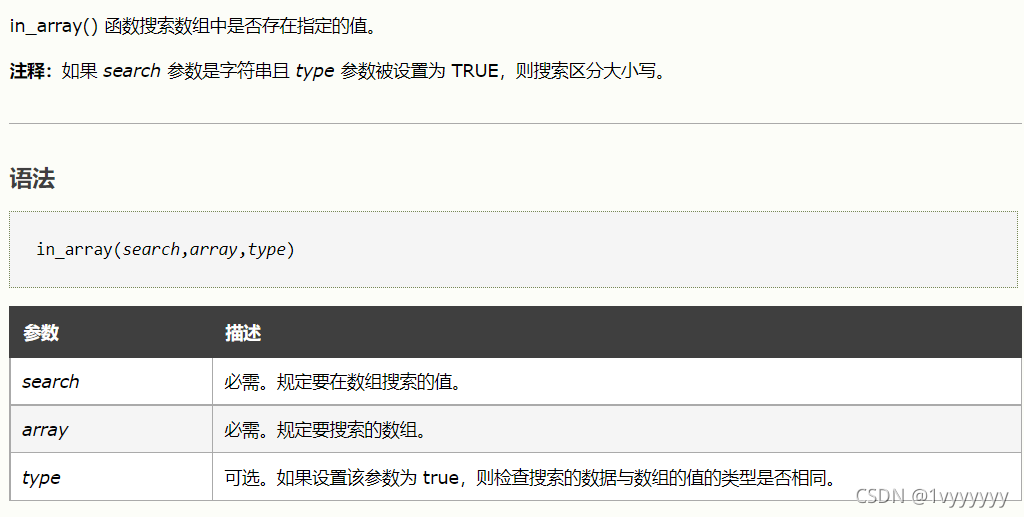 in_array() 函数搜索数组中是否存在指定的值。
注释：如果 search 参数是字符串且 type 参数被设置为 TRUE，则搜索区分大小写。
语法
in_array(search,array,type)
参数 描述
search 必需。规定要在数组搜索的值。
array 必需。规定要搜索的数组。
type 可选。如果设置该参数为 true，则检查搜索的数据与数组的值的类型是否相同。
CSDN @1vyyyyyy